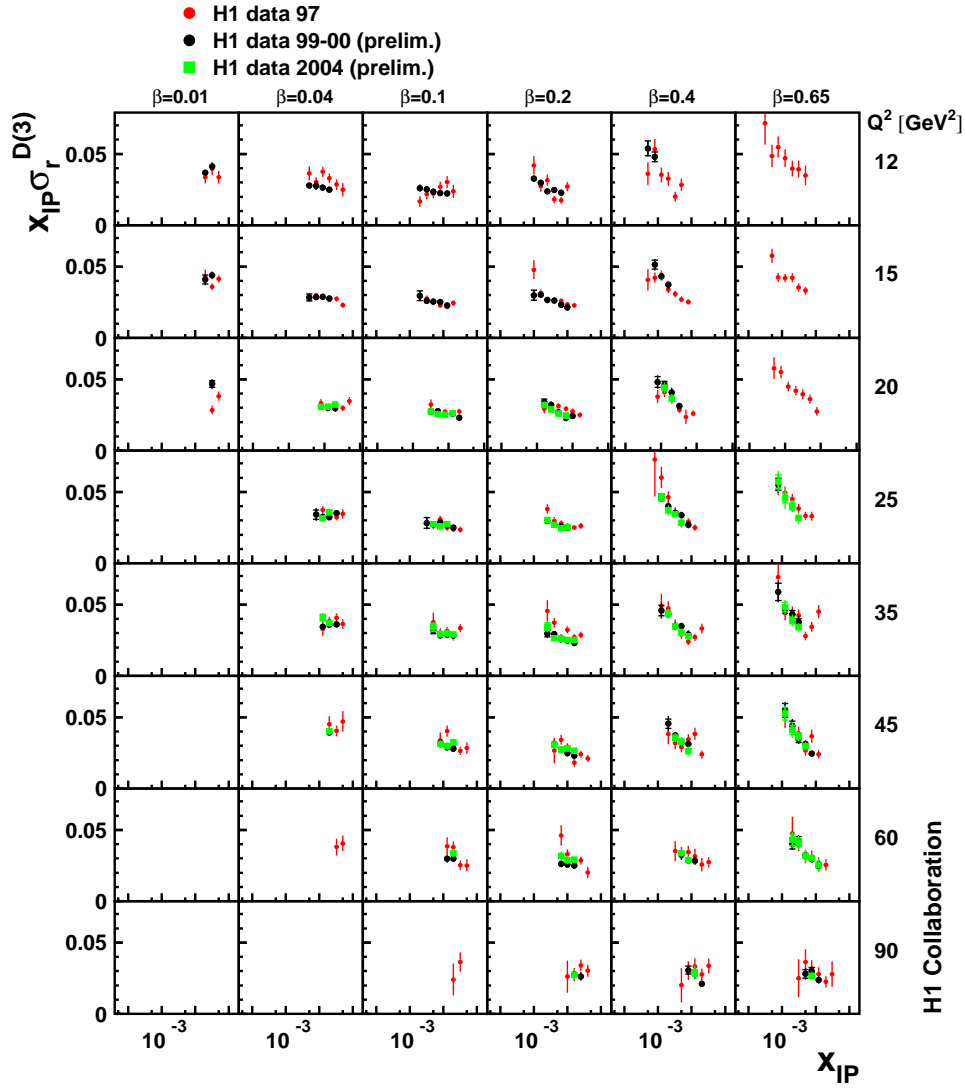 H1 data 97
H1 data 99-00 (prelim.)
H1 data 2004 (prelim.)
β=0.01 β=0.04 β=0.1 β=0.2 β=0.4 β=0.65
Q² [GeV²]
x_IP σ_r^D(3)
0.05 12
0
0.05 15
0
0.05 20
0
0.05 25
0
0.05 35
0
0.05 45
0
0.05 60
0
0.05 90
0
10⁻³ 10⁻³ 10⁻³ 10⁻³ 10⁻³ 10⁻³
x_IP
H1 Collaboration